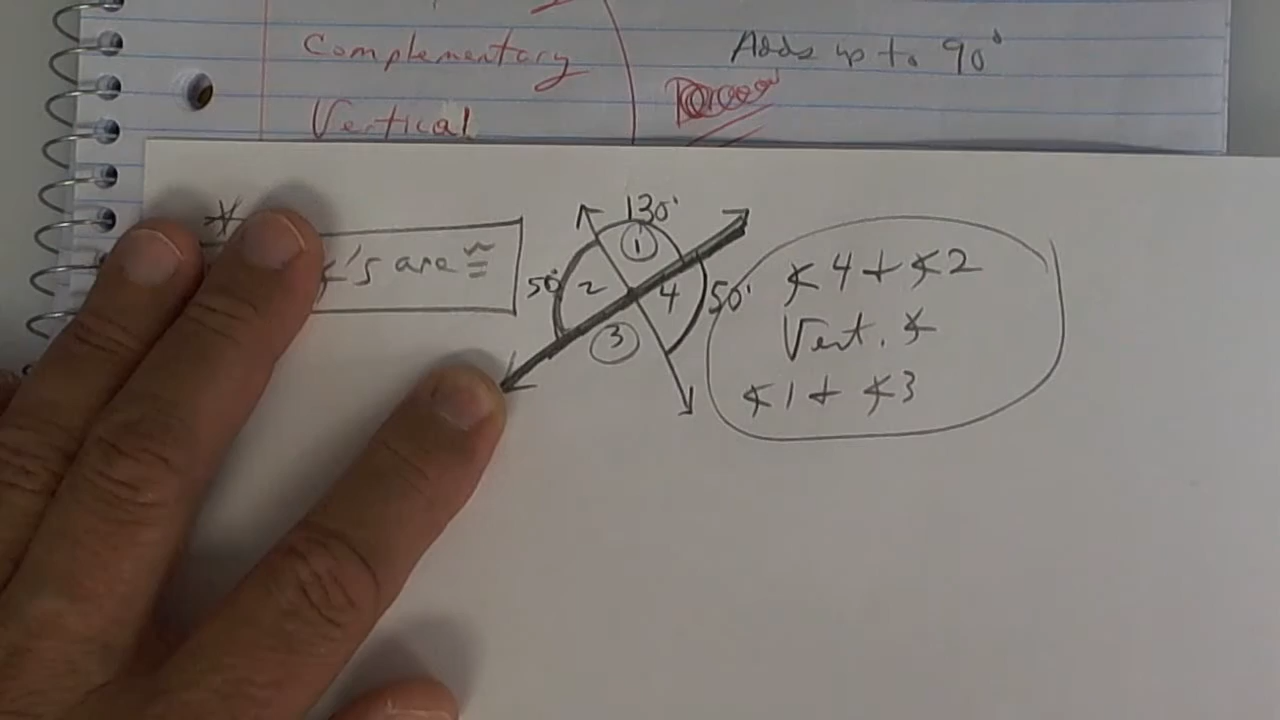 Complementary
Adds up to 90°
Vertical
*
∡'s are ≅
130°
1
50°
2
4
50°
3
∡4 + ∡2
Vert. ∡
∡1 + ∡3